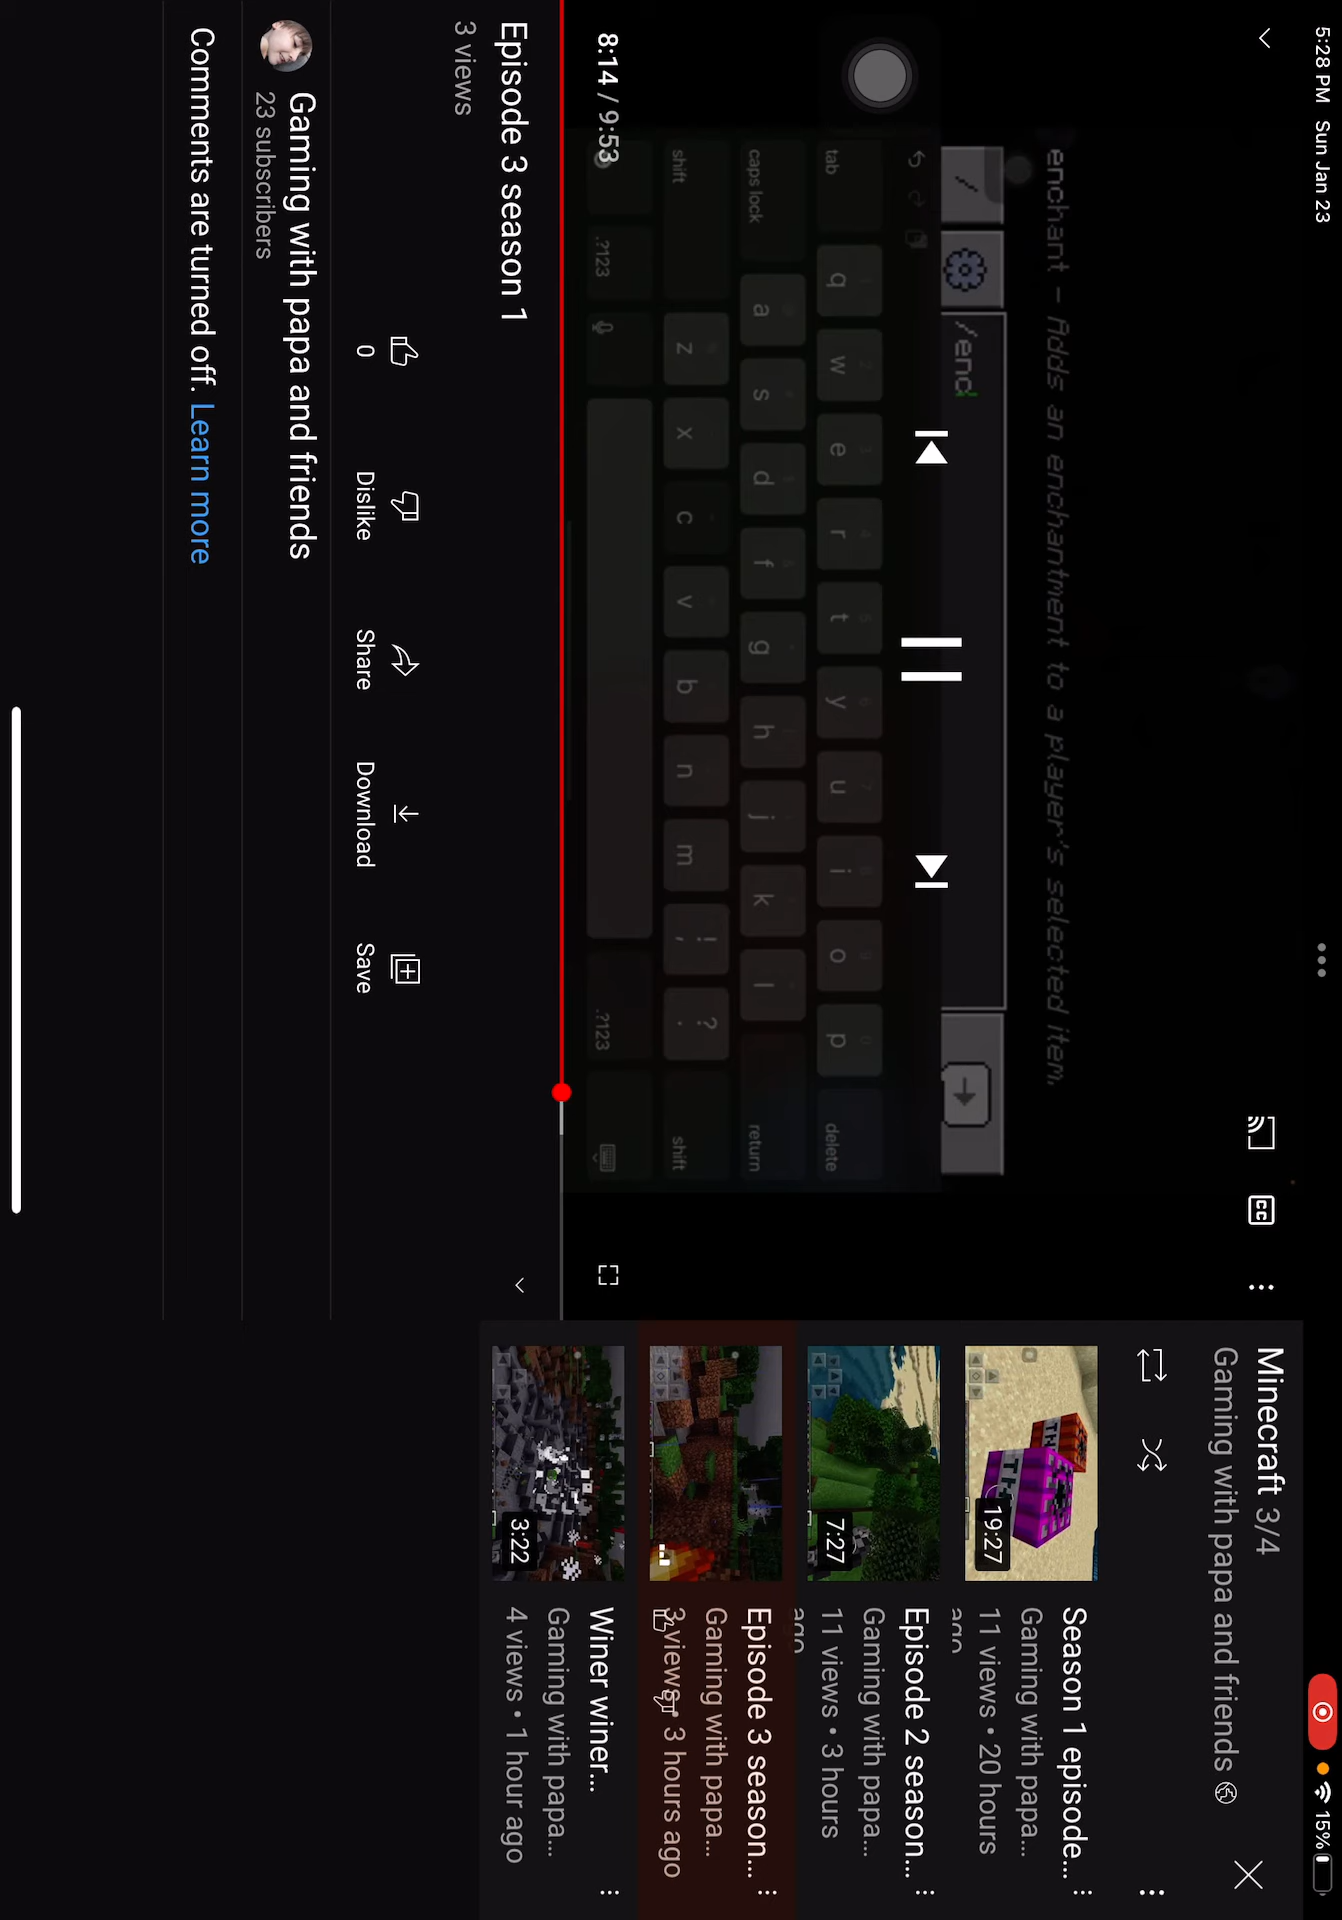 5:28 PM Sun Jan 23
15%
enchant - Adds an enchantment to a player's selected item.
/
/enc
tab
q w e r t y u i o p
delete
caps lock
a s d f g h j k l
return
shift
z x c v b n m ! , ? .
shift
.?123
.?123
8:14 / 9:53
CC
Episode 3 season 1
3 views
0
Dislike
Share
Download
Save
Gaming with papa and friends
23 subscribers
Comments are turned off. Learn more
Minecraft 3/4
Gaming with papa and friends
19:27
Season 1 episode...
Gaming with papa...
11 views • 20 hours
ago
7:27
Episode 2 season...
Gaming with papa...
11 views • 3 hours
ago
Episode 3 season...
Gaming with papa...
3 views • 3 hours ago
3:22
Winer winer...
Gaming with papa...
4 views • 1 hour ago